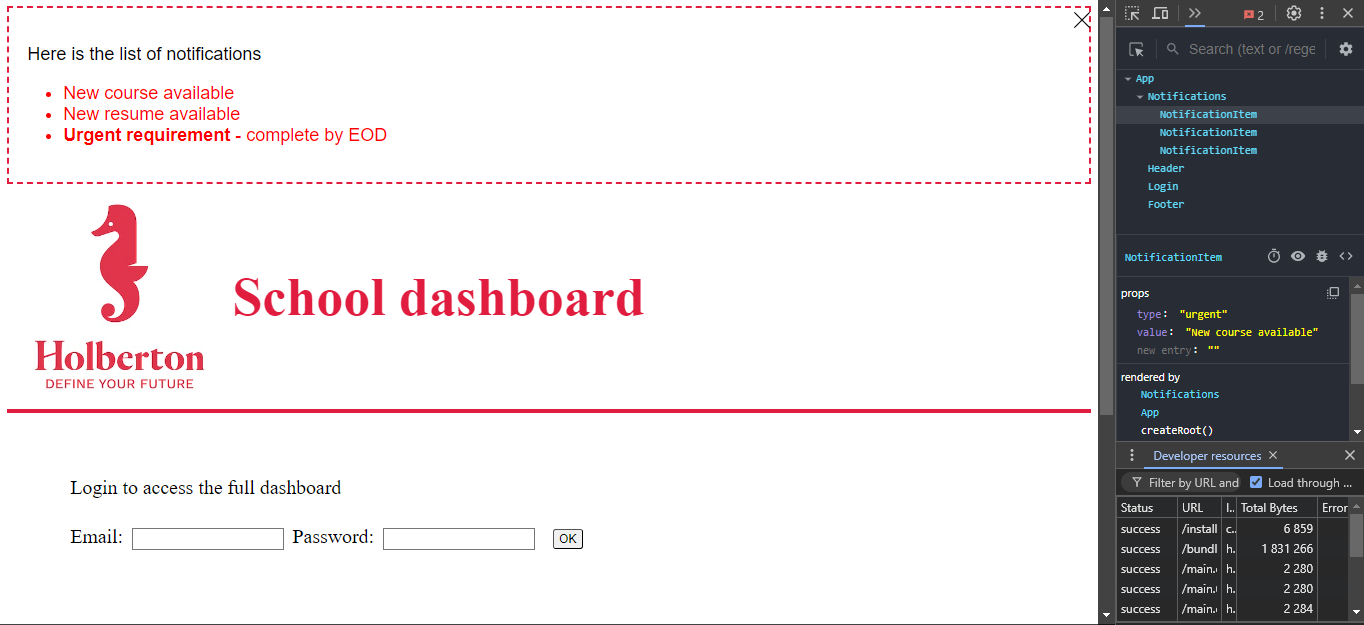 Here is the list of notifications
New course available
New resume available
Urgent requirement - complete by EOD
Holberton
DEFINE YOUR FUTURE
School dashboard
Login to access the full dashboard
Email: Password: OK
2
Search (text or /rege
App
Notifications
NotificationItem
NotificationItem
NotificationItem
Header
Login
Footer
NotificationItem
props
type: "urgent"
value: "New course available"
new entry: ""
rendered by
Notifications
App
createRoot()
Developer resources
Filter by URL and Load through ...
Status URL I.. Total Bytes Error
success /install c.. 6 859
success /bundl h. 1 831 266
success /main. h. 2 280
success /main. h. 2 280
success /main. h. 2 284